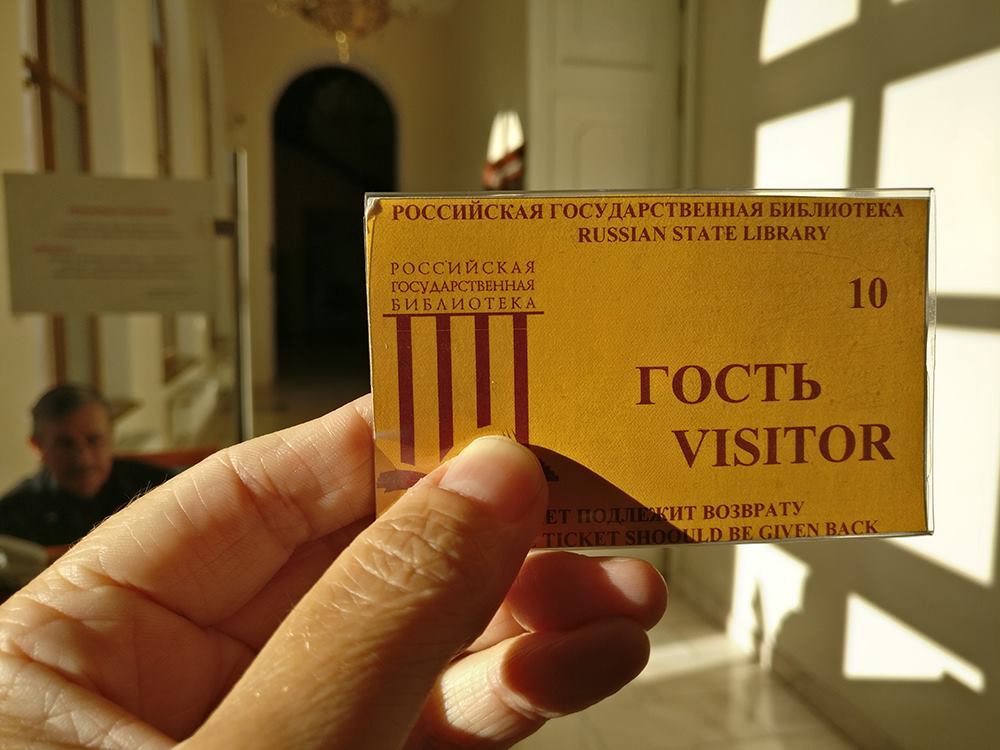 РОССИЙСКАЯ ГОСУДАРСТВЕННАЯ БИБЛИОТЕКА
RUSSIAN STATE LIBRARY
РОССИЙСКАЯ
ГОСУДАРСТВЕННАЯ
БИБЛИОТЕКА
10
ГОСТЬ
VISITOR
ПОДЛЕЖИТ ВОЗВРАТУ
TICKET SHOOULD BE GIVEN BACK